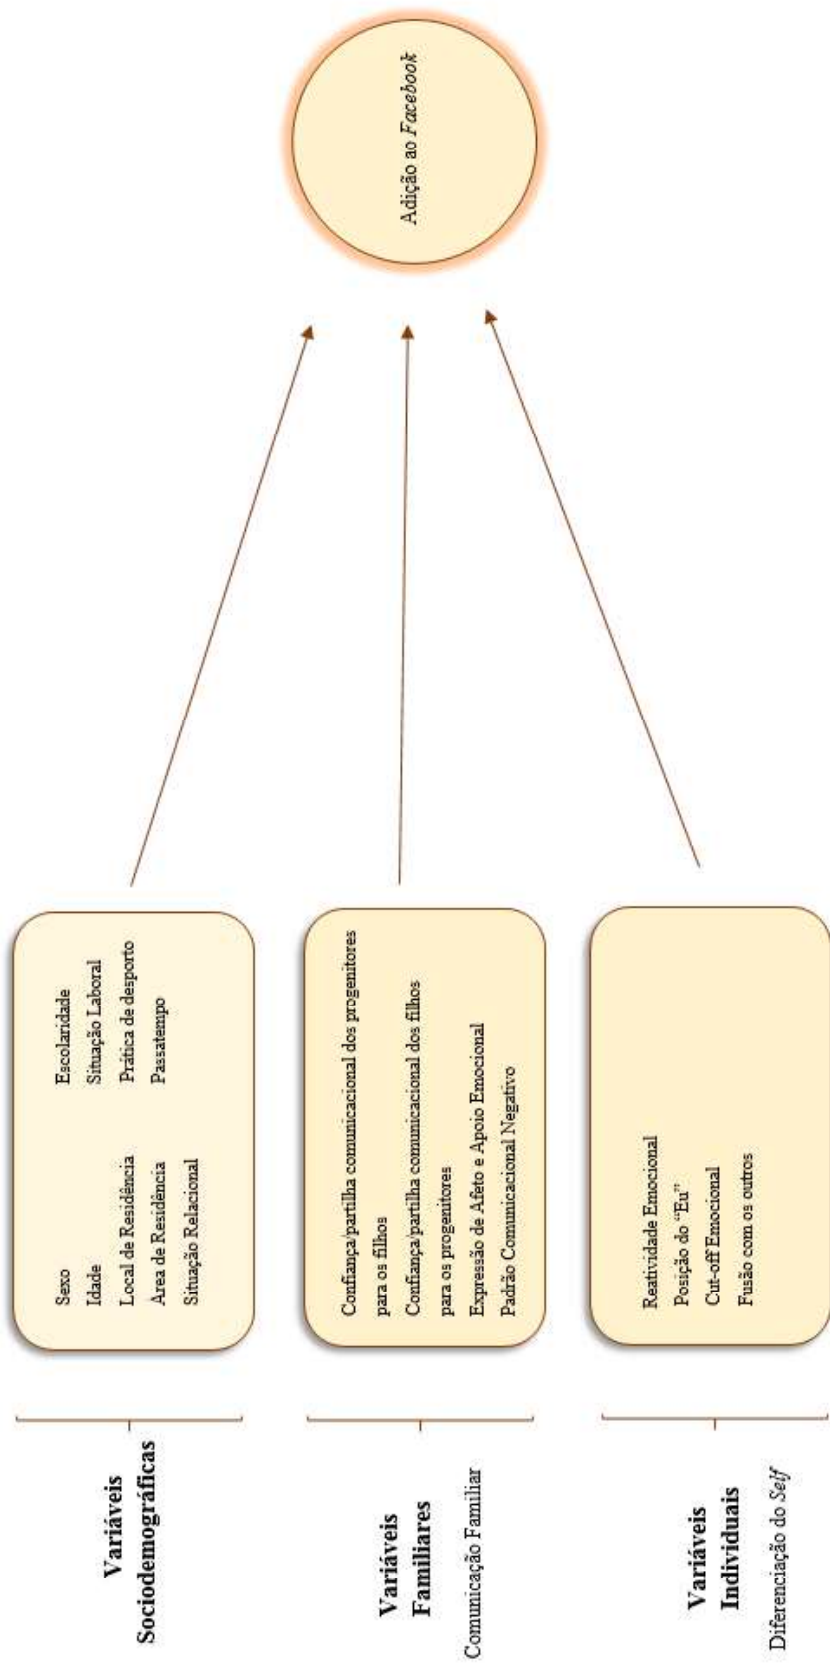 Variáveis
Sociodemográficas
Sexo
Idade
Local de Residência
Área de Residência
Situação Relacional
Escolaridade
Situação Laboral
Prática de desporto
Passatempo
Variáveis
Familiares
Comunicação Familiar
Confiança/partilha comunicacional dos progenitores
para os filhos
Confiança/partilha comunicacional dos filhos
para os progenitores
Expressão de Afeto e Apoio Emocional
Padrão Comunicacional Negativo
Variáveis
Individuais
Diferenciação do Self
Reatividade Emocional
Posição do “Eu”
Cut-off Emocional
Fusão com os outros
Adição ao Facebook